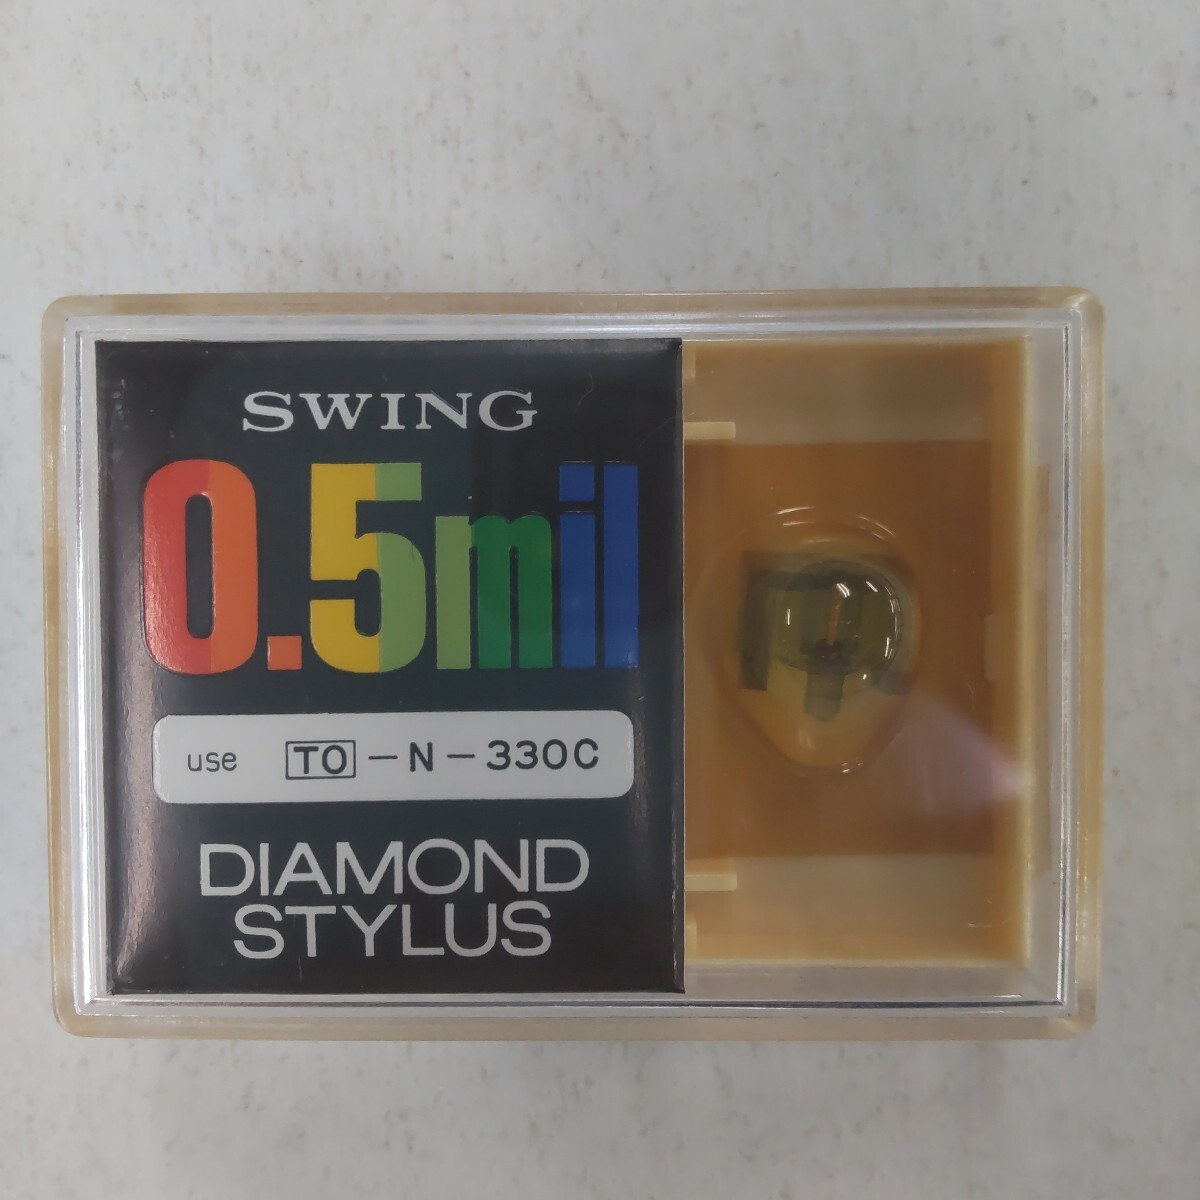 SWING
0.5mil
use TO-N-330C
DIAMOND
STYLUS